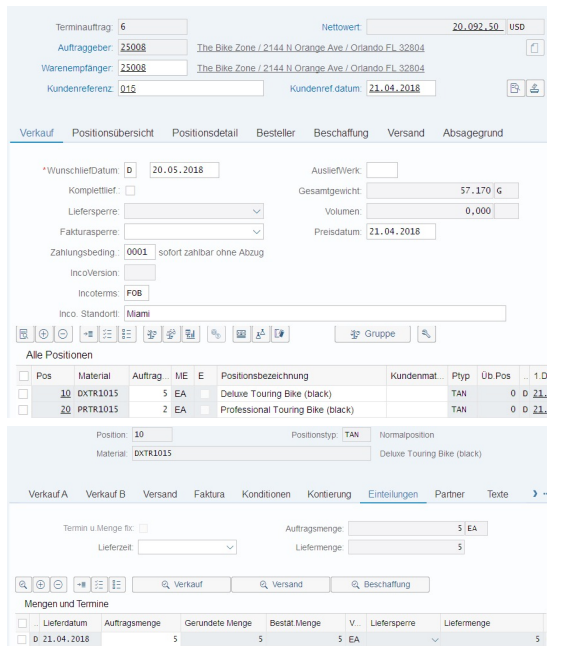 Terminauftrag: 6 Nettowert: 20.092,50 USD
Auftraggeber: 25008 The Bike Zone / 2144 N Orange Ave / Orlando FL 32804
Warenempfänger: 25008 The Bike Zone / 2144 N Orange Ave / Orlando FL 32804
Kundenreferenz: 015 Kundenref.datum: 21.04.2018
Verkauf Positionsübersicht Positionsdetail Besteller Beschaffung Versand Absagegrund
*WunschliefDatum: D 20.05.2018 AusliefWerk:
Komplettlief.: Gesamtgewicht: 57.170 G
Liefersperre: Volumen: 0,000
Fakturasperre: Preisdatum: 21.04.2018
Zahlungsbeding.: 0001 sofort zahlbar ohne Abzug
IncoVersion:
Incoterms: FOB
Inco. Standort1: Miami
Gruppe
Alle Positionen
Pos Material Auftrag... ME E Positionsbezeichnung Kundenmat... Ptyp Üb.Pos .. 1.D
10 DXTR1015 5 EA Deluxe Touring Bike (black) TAN 0 D 21.
20 PRTR1015 2 EA Professional Touring Bike (black) TAN 0 D 21.
Position: 10 Positionstyp: TAN Normalposition
Material: DXTR1015 Deluxe Touring Bike (black)
Verkauf A Verkauf B Versand Faktura Konditionen Kontierung Einteilungen Partner Texte
Termin u.Menge fix: Auftragsmenge: 5 EA
Lieferzeit: Liefermenge: 5
Verkauf Versand Beschaffung
Mengen und Termine
.. Lieferdatum Auftragsmenge Gerundete Menge Bestät.Menge V... Liefersperre Liefermenge
D 21.04.2018 5 5 5 EA 5